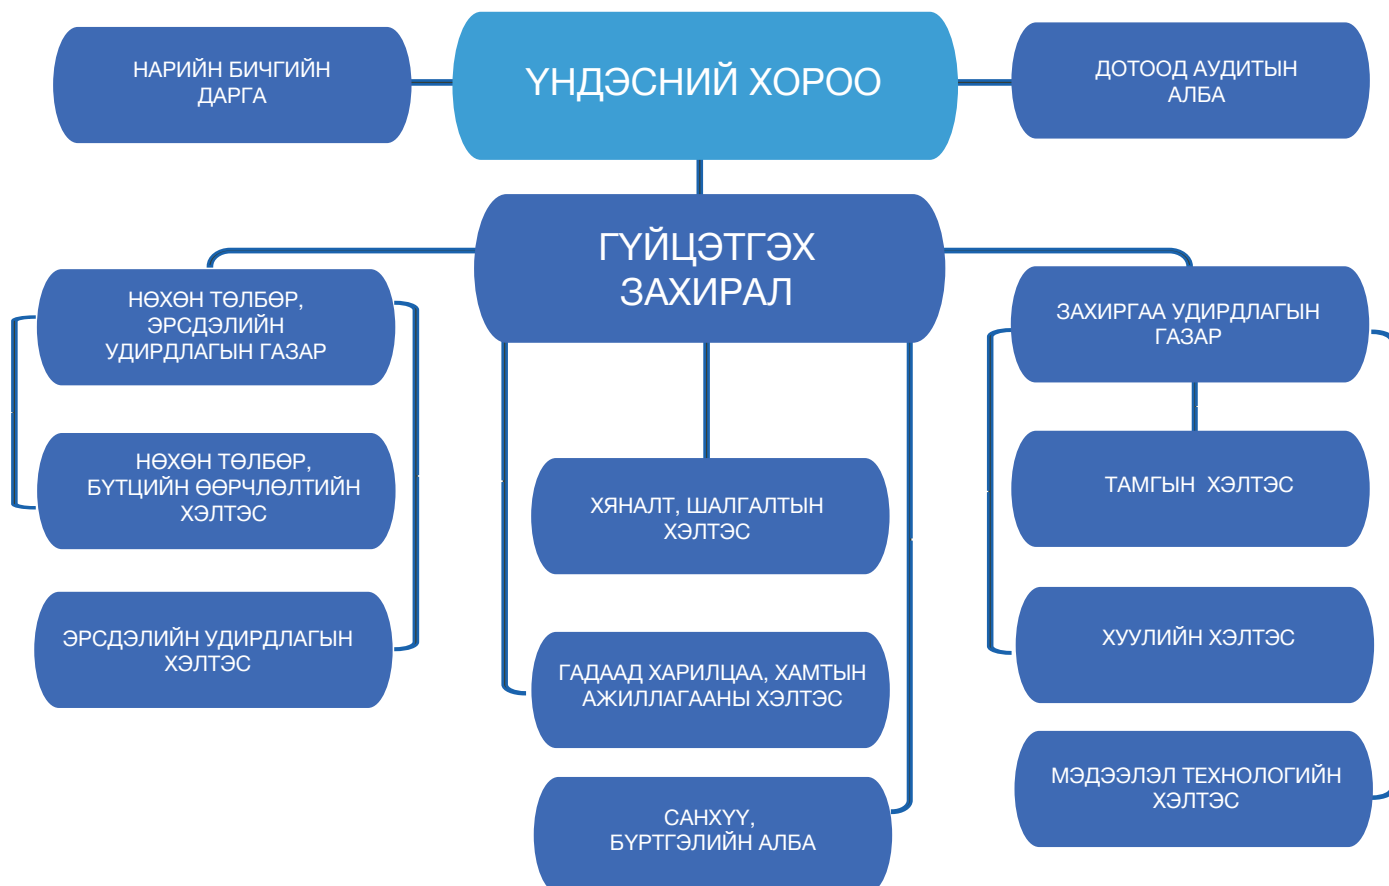 НАРИЙН БИЧГИЙН
ДАРГА
ҮНДЭСНИЙ ХОРОО
ДОТООД АУДИТЫН
АЛБА
ГҮЙЦЭТГЭХ
ЗАХИРАЛ
НӨХӨН ТӨЛБӨР,
ЭРСДЭЛИЙН
УДИРДЛАГЫН ГАЗАР
ЗАХИРГАА УДИРДЛАГЫН
ГАЗАР
НӨХӨН ТӨЛБӨР,
БҮТЦИЙН ӨӨРЧЛӨЛТИЙН
ХЭЛТЭС
ХЯНАЛТ, ШАЛГАЛТЫН
ХЭЛТЭС
ТАМГЫН ХЭЛТЭС
ЭРСДЭЛИЙН УДИРДЛАГЫН
ХЭЛТЭС
ГАДААД ХАРИЛЦАА, ХАМТЫН
АЖИЛЛАГААНЫ ХЭЛТЭС
ХУУЛИЙН ХЭЛТЭС
САНХҮҮ,
БҮРТГЭЛИЙН АЛБА
МЭДЭЭЛЭЛ ТЕХНОЛОГИЙН
ХЭЛТЭС